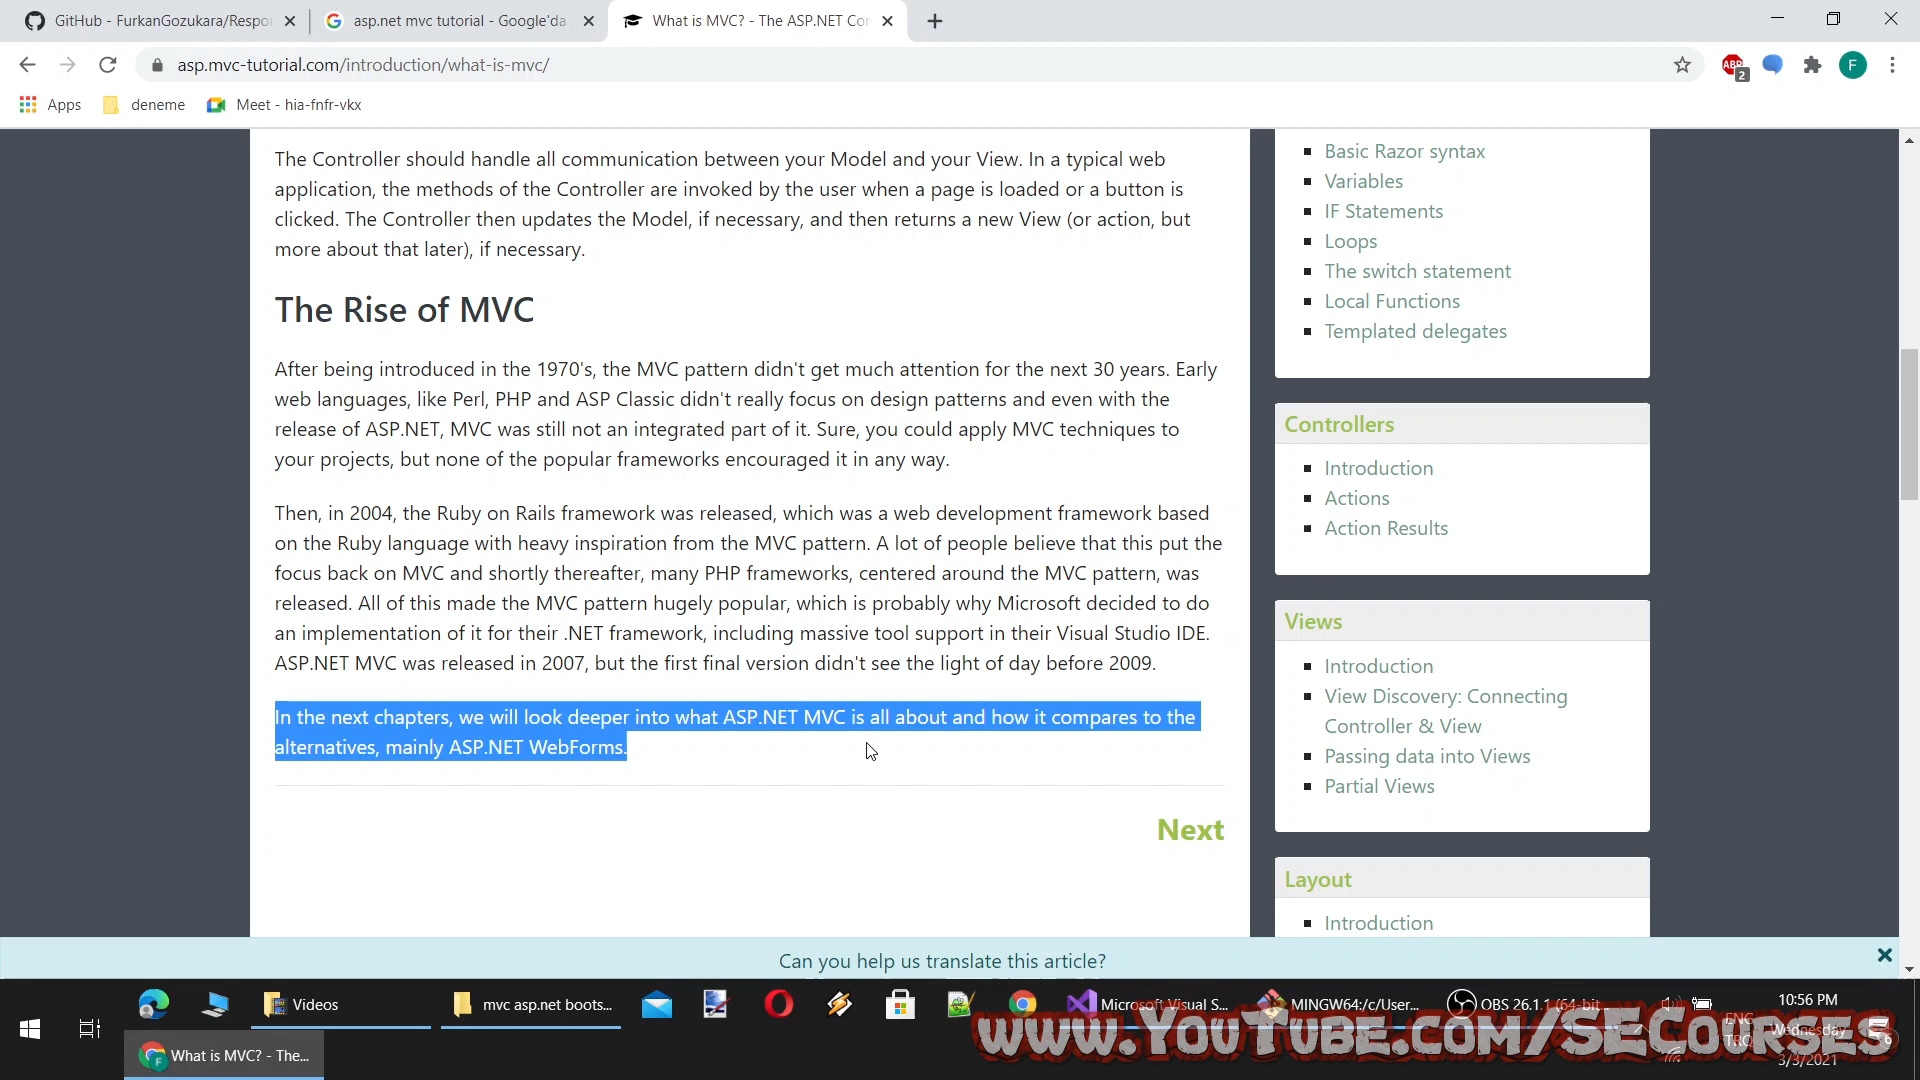 GitHub - FurkanGozukara/Respo
asp.net mvc tutorial - Google'da
What is MVC? - The ASP.NET Cor
asp.mvc-tutorial.com/introduction/what-is-mvc/
ABP
2
F
Apps
deneme
Meet - hia-fnfr-vkx
The Controller should handle all communication between your Model and your View. In a typical web
application, the methods of the Controller are invoked by the user when a page is loaded or a button is
clicked. The Controller then updates the Model, if necessary, and then returns a new View (or action, but
more about that later), if necessary.
The Rise of MVC
After being introduced in the 1970's, the MVC pattern didn't get much attention for the next 30 years. Early
web languages, like Perl, PHP and ASP Classic didn't really focus on design patterns and even with the
release of ASP.NET, MVC was still not an integrated part of it. Sure, you could apply MVC techniques to
your projects, but none of the popular frameworks encouraged it in any way.
Then, in 2004, the Ruby on Rails framework was released, which was a web development framework based
on the Ruby language with heavy inspiration from the MVC pattern. A lot of people believe that this put the
focus back on MVC and shortly thereafter, many PHP frameworks, centered around the MVC pattern, was
released. All of this made the MVC pattern hugely popular, which is probably why Microsoft decided to do
an implementation of it for their .NET framework, including massive tool support in their Visual Studio IDE.
ASP.NET MVC was released in 2007, but the first final version didn't see the light of day before 2009.
In the next chapters, we will look deeper into what ASP.NET MVC is all about and how it compares to the
alternatives, mainly ASP.NET WebForms.
Next
Basic Razor syntax
Variables
IF Statements
Loops
The switch statement
Local Functions
Templated delegates
Controllers
Introduction
Actions
Action Results
Views
Introduction
View Discovery: Connecting
Controller & View
Passing data into Views
Partial Views
Layout
Introduction
Can you help us translate this article?
Videos
mvc asp.net boots...
Microsoft Visual S...
MINGW64:/c/User...
OBS 26.1.1 (64-bit...
What is MVC? - The...
10:56 PM
ENG
Wednesday
TRQ
3/3/2021
6
www.YouTube.com/SECourses